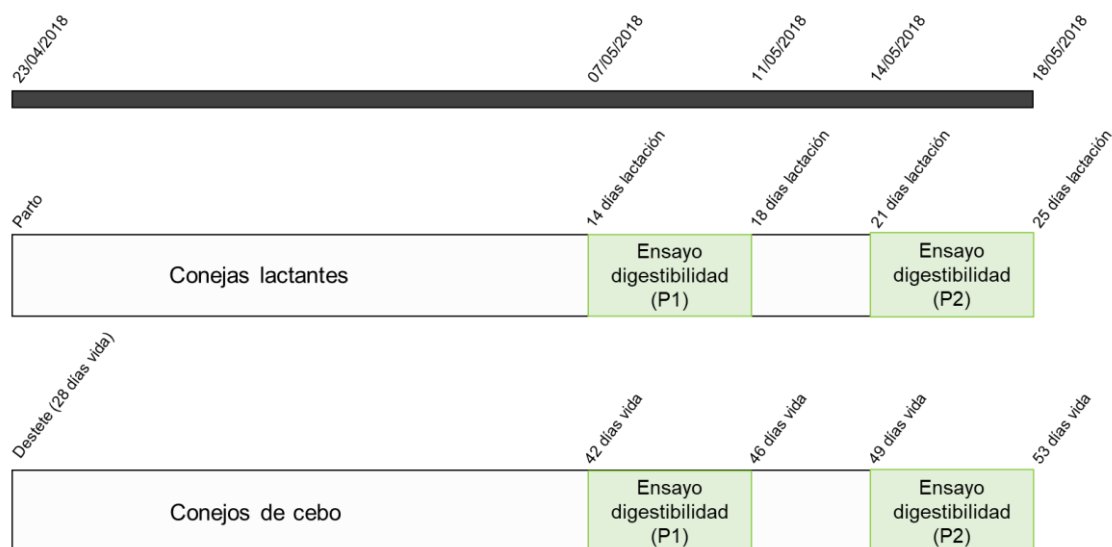 23/04/2018
07/05/2018
11/05/2018
14/05/2018
18/05/2018
Parto
14 días lactación
18 días lactación
21 días lactación
25 días lactación
Conejas lactantes
Ensayo
digestibilidad
(P1)
Ensayo
digestibilidad
(P2)
Destete (28 días vida)
42 días vida
46 días vida
49 días vida
53 días vida
Conejos de cebo
Ensayo
digestibilidad
(P1)
Ensayo
digestibilidad
(P2)